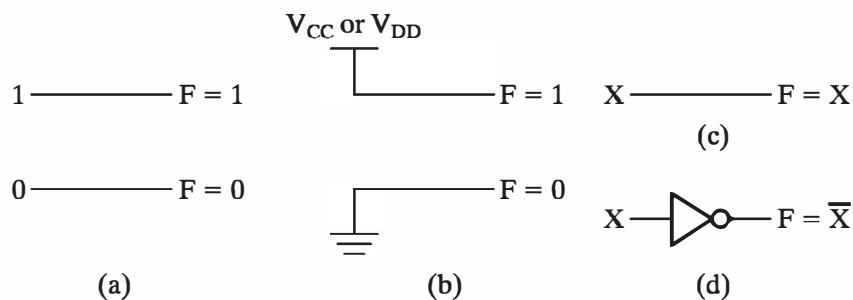 V_CC or V_DD
1 F = 1 F = 1 X F = X
(c)
0 F = 0 F = 0 X F = X̅
(a) (b) (d)